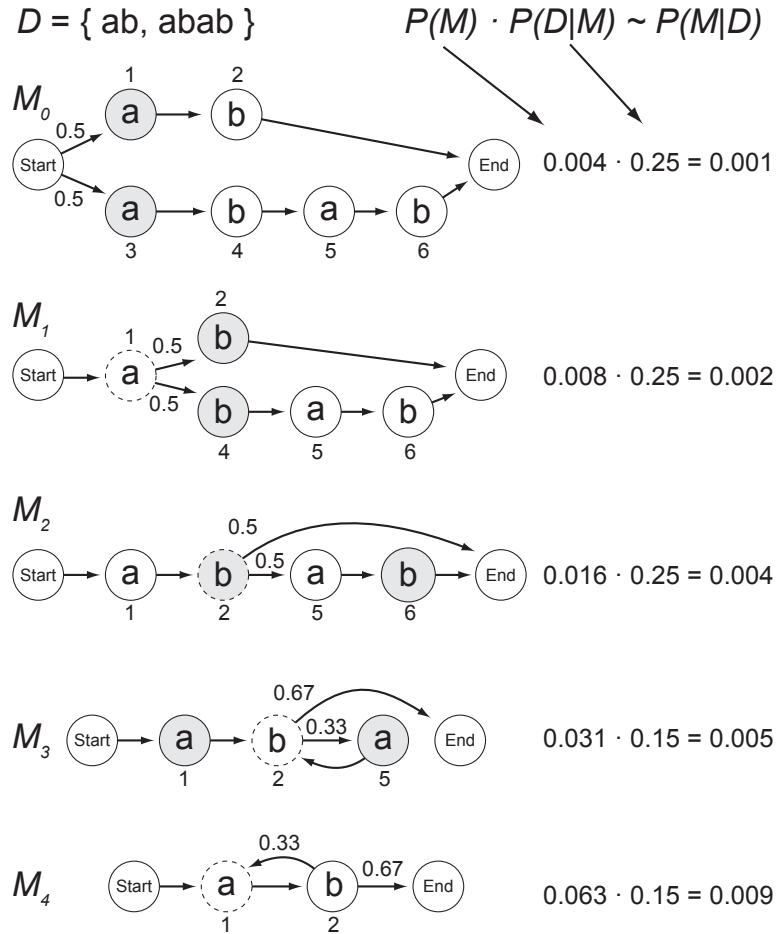 D = { ab, abab }
P(M) · P(D|M) ~ P(M|D)
M0
1
2
a
b
0.5
Start
End
0.004 · 0.25 = 0.001
0.5
a
b
a
b
3
4
5
6
M1
2
1
b
0.5
Start
a
End
0.008 · 0.25 = 0.002
0.5
b
a
b
4
5
6
M2
0.5
0.5
Start
a
b
a
b
End
0.016 · 0.25 = 0.004
1
2
5
6
M3
0.67
0.33
Start
a
b
a
End
0.031 · 0.15 = 0.005
1
2
5
M4
0.33
0.67
Start
a
b
End
0.063 · 0.15 = 0.009
1
2